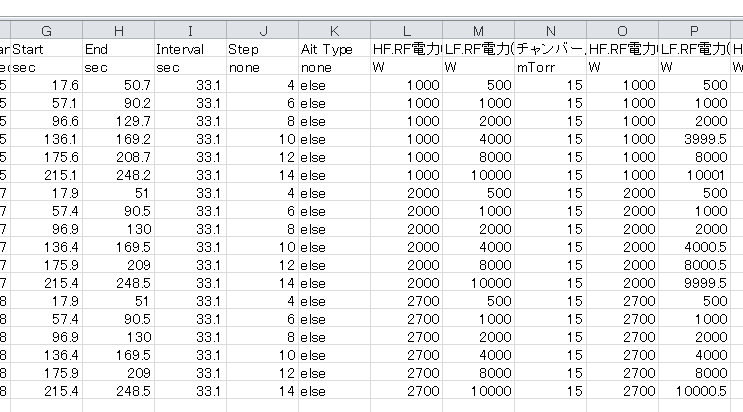 G H I J K L M N O P
ar Start End Interval Step Ait Type HF.RF電力( LF.RF電力( チャンバー. HF.RF電力( LF.RF電力( H
ec sec sec sec none none W W mTorr W W W
5 17.6 50.7 33.1 4 else 1000 500 15 1000 500
5 57.1 90.2 33.1 6 else 1000 1000 15 1000 1000
5 96.6 129.7 33.1 8 else 1000 2000 15 1000 2000
5 136.1 169.2 33.1 10 else 1000 4000 15 1000 3999.5
5 175.6 208.7 33.1 12 else 1000 8000 15 1000 8000
5 215.1 248.2 33.1 14 else 1000 10000 15 1000 10001
7 17.9 51 33.1 4 else 2000 500 15 2000 500
7 57.4 90.5 33.1 6 else 2000 1000 15 2000 1000
7 96.9 130 33.1 8 else 2000 2000 15 2000 2000
7 136.4 169.5 33.1 10 else 2000 4000 15 2000 4000.5
7 175.9 209 33.1 12 else 2000 8000 15 2000 8000.5
7 215.4 248.5 33.1 14 else 2000 10000 15 2000 9999.5
8 17.9 51 33.1 4 else 2700 500 15 2700 500
8 57.4 90.5 33.1 6 else 2700 1000 15 2700 1000
8 96.9 130 33.1 8 else 2700 2000 15 2700 2000
8 136.4 169.5 33.1 10 else 2700 4000 15 2700 4000
8 175.9 209 33.1 12 else 2700 8000 15 2700 8000
8 215.4 248.5 33.1 14 else 2700 10000 15 2700 10000.5